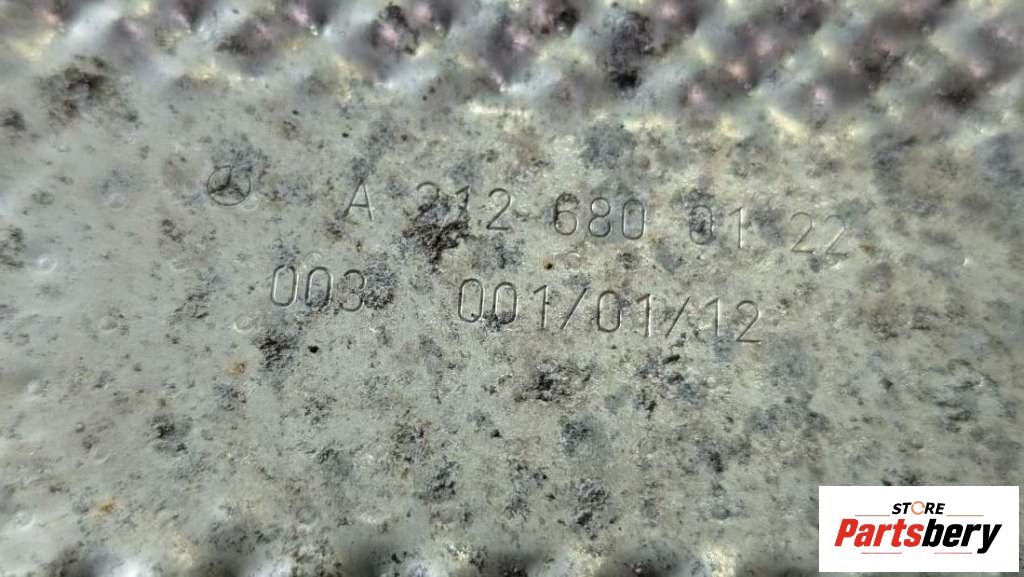 A 212 680 01 22
003 001/01/12
STORE
Partsbery